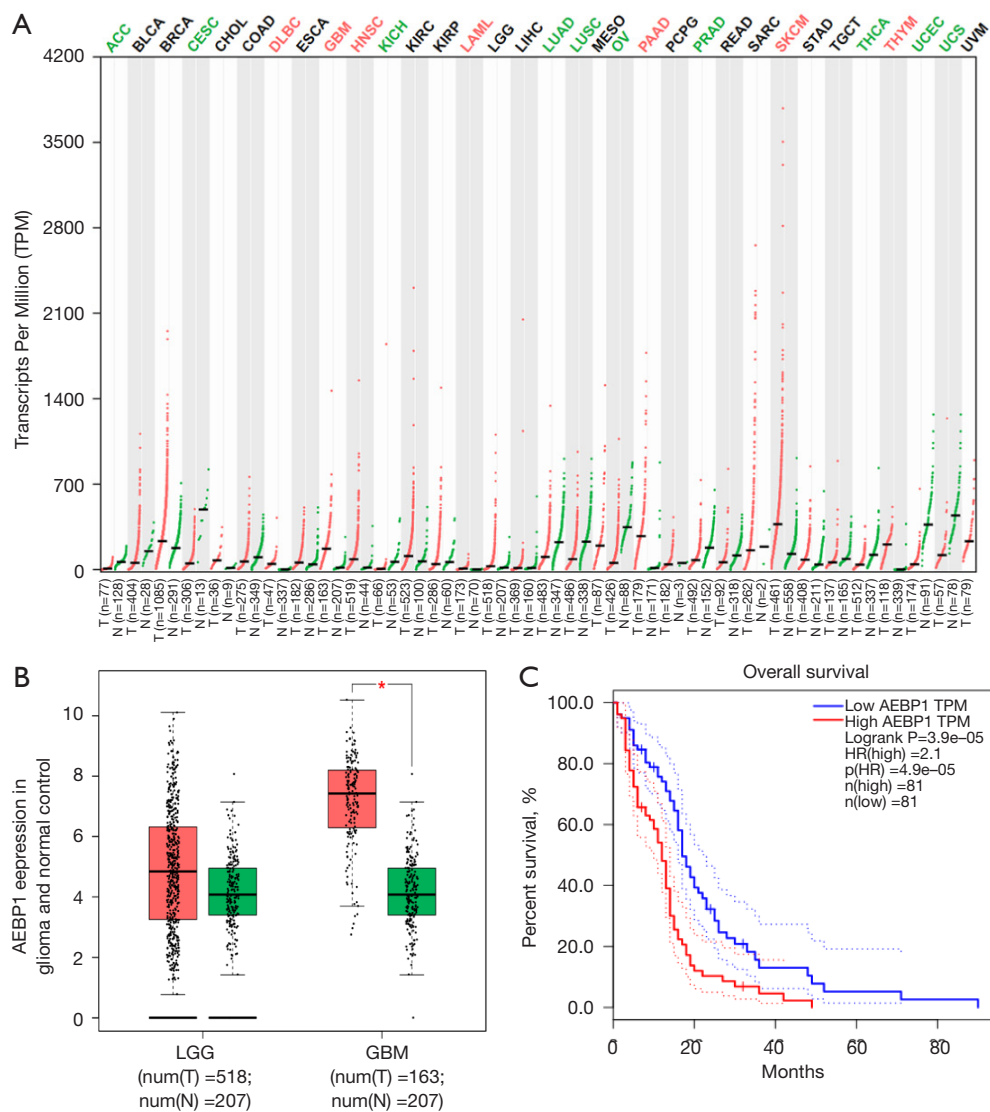 A
ACC BLCA BRCA CESC CHOL COAD DLBC ESCA GBM HNSC KICH KIRC KIRP LAML LGG LIHC LUAD LUSC MESO OV PAAD PCPG PRAD READ SARC SKCM STAD TGCT THCA THYM UCEC UCS UVM
4200
3500
2800
2100
1400
700
0
Transcripts Per Million (TPM)
T (n=77)
N (n=128)
T (n=404)
N (n=28)
T (n=1085)
N (n=291)
T (n=306)
N (n=13)
T (n=36)
N (n=9)
T (n=275)
N (n=349)
T (n=47)
N (n=337)
T (n=182)
N (n=286)
T (n=163)
N (n=207)
T (n=519)
N (n=44)
T (n=66)
N (n=53)
T (n=523)
N (n=100)
T (n=286)
N (n=60)
T (n=173)
N (n=70)
T (n=518)
N (n=207)
T (n=369)
N (n=160)
T (n=483)
N (n=347)
T (n=486)
N (n=338)
T (n=87)
T (n=426)
N (n=88)
T (n=179)
N (n=171)
T (n=182)
N (n=3)
T (n=492)
N (n=152)
T (n=92)
N (n=318)
T (n=262)
N (n=2)
T (n=461)
N (n=558)
T (n=408)
N (n=211)
T (n=137)
N (n=165)
T (n=512)
N (n=337)
T (n=118)
N (n=339)
T (n=174)
N (n=91)
T (n=57)
N (n=78)
T (n=79)
B
AEBP1 eepression in
glioma and normal control
10
8
6
4
2
0
*
LGG
(num(T) =518;
num(N) =207)
GBM
(num(T) =163;
num(N) =207)
C
Overall survival
Low AEBP1 TPM
High AEBP1 TPM
Logrank P=3.9e–05
HR(high) =2.1
p(HR) =4.9e–05
n(high) =81
n(low) =81
Percent survival, %
100.0
80.0
60.0
40.0
20.0
0.0
0 20 40 60 80
Months